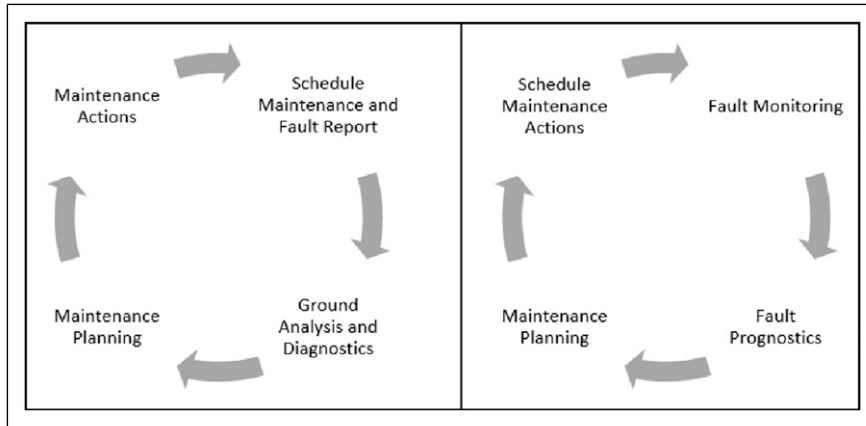 Maintenance
Actions
Schedule
Maintenance and
Fault Report
Ground
Analysis and
Diagnostics
Maintenance
Planning
Schedule
Maintenance
Actions
Fault Monitoring
Fault
Prognostics
Maintenance
Planning